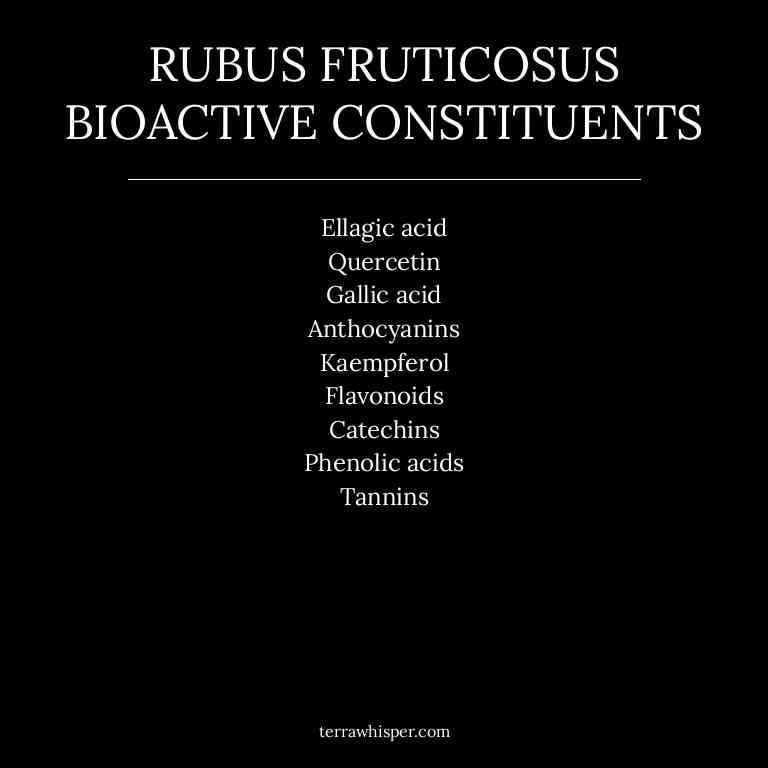 RUBUS FRUTICOSUS
BIOACTIVE CONSTITUENTS
Ellagic acid
Quercetin
Gallic acid
Anthocyanins
Kaempferol
Flavonoids
Catechins
Phenolic acids
Tannins
terrawhisper.com